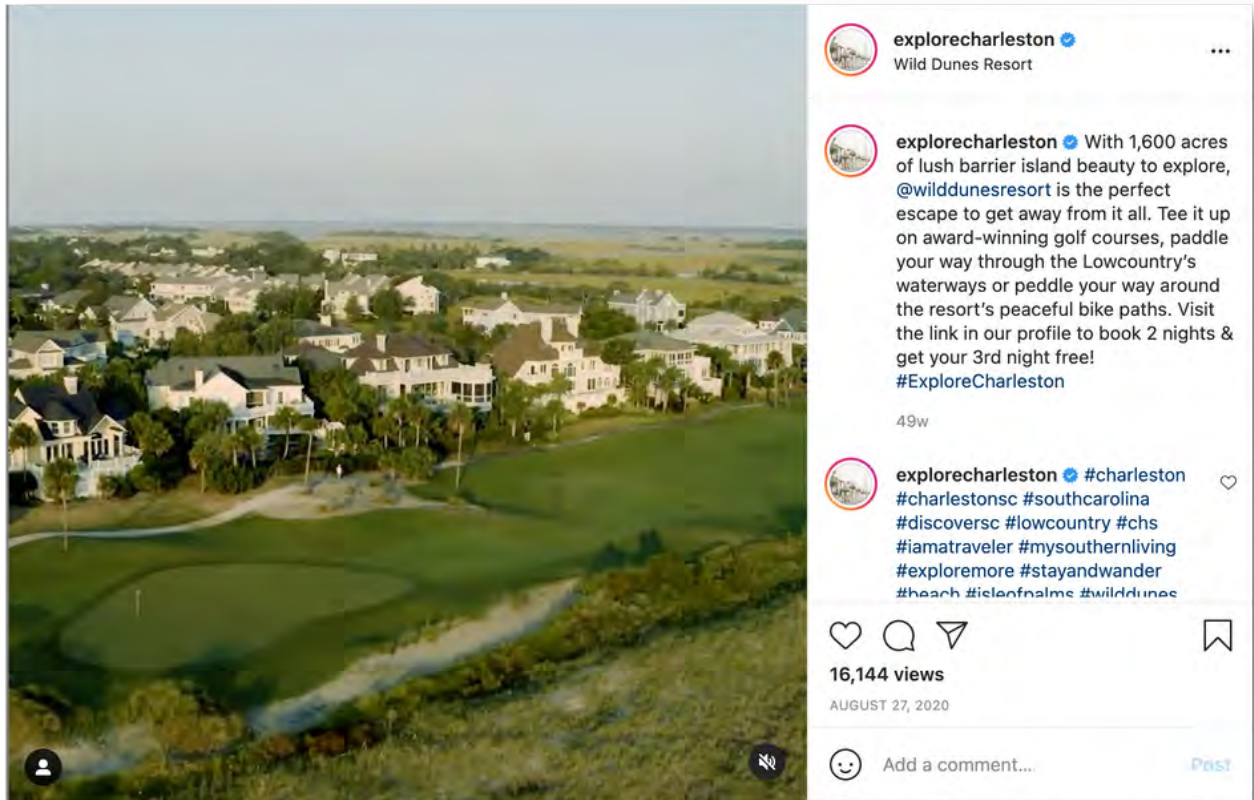 explorecharleston
Wild Dunes Resort
explorecharleston With 1,600 acres
of lush barrier island beauty to explore,
@wilddunesresort is the perfect
escape to get away from it all. Tee it up
on award-winning golf courses, paddle
your way through the Lowcountry's
waterways or peddle your way around
the resort's peaceful bike paths. Visit
the link in our profile to book 2 nights &
get your 3rd night free!
#ExploreCharleston
49w
explorecharleston #charleston
#charlestonsc #southcarolina
#discoversc #lowcountry #chs
#iamatraveler #mysouthernliving
#exploremore #stayandwander
#beach #isleofpalms #wilddunes
16,144 views
AUGUST 27, 2020
Add a comment...
Post